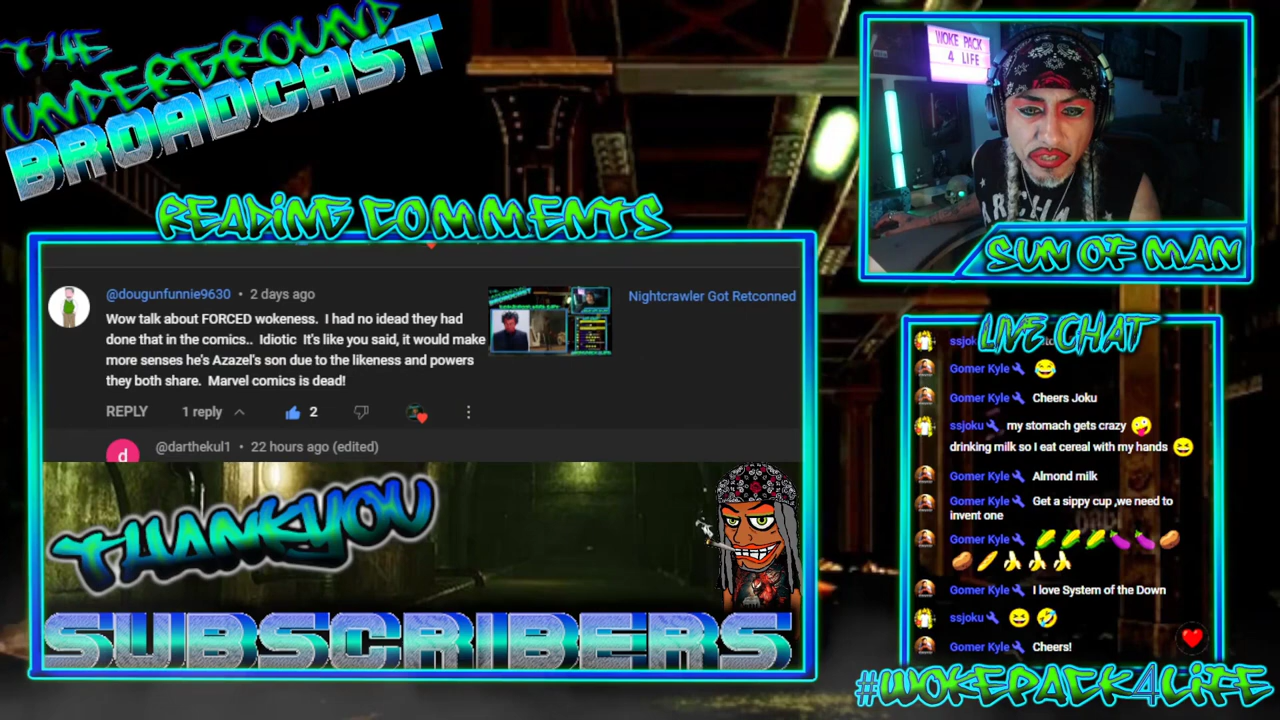 THE
UNDERGROUND
BROADCAST
READING COMMENTS
@dougunfunnie9630 • 2 days ago
Wow talk about FORCED wokeness. I had no idead they had
done that in the comics.. Idiotic It's like you said, it would make
more senses he's Azazel's son due to the likeness and powers
they both share. Marvel comics is dead!
Nightcrawler Got Retconned
REPLY 1 reply 2
d
@darthekul1 • 22 hours ago (edited)
THANKYOU
SUBSCRIBERS
WOKE PACK
4 LIFE
SUN OF MAN
LIVE CHAT
Gomer Kyle 😂
Gomer Kyle Cheers Joku
ssjoku my stomach gets crazy 🤪
drinking milk so I eat cereal with my hands 😆
Gomer Kyle Almond milk
Gomer Kyle Get a sippy cup ,we need to
invent one
Gomer Kyle 🌽🌽🌽🍆🍆🥔
🥔🥖🍌🍌🍌
Gomer Kyle I love System of the Down
ssjoku 😆 🤣
Gomer Kyle Cheers!
#WOKEPACK4LIFE